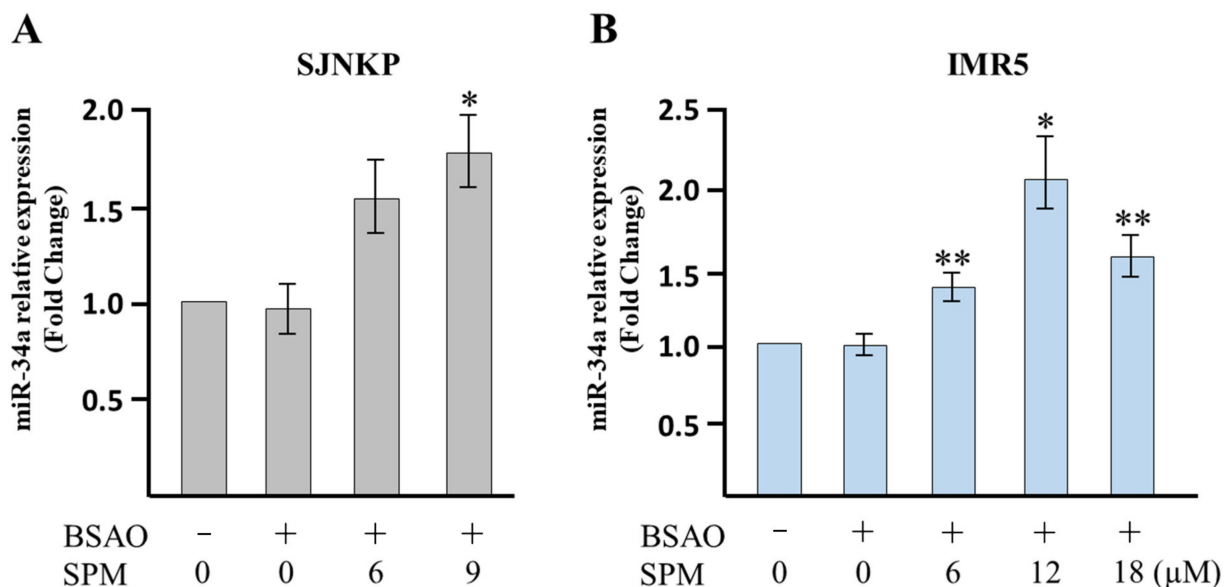 A
SJNKP
miR-34a relative expression
(Fold Change)
2.0
1.5
1.0
0.5
*
BSAO - + + +
SPM 0 0 6 9
B
IMR5
miR-34a relative expression
(Fold Change)
2.5
2.0
1.5
1.0
0.5
** * **
BSAO - + + + +
SPM 0 0 6 12 18 (μM)